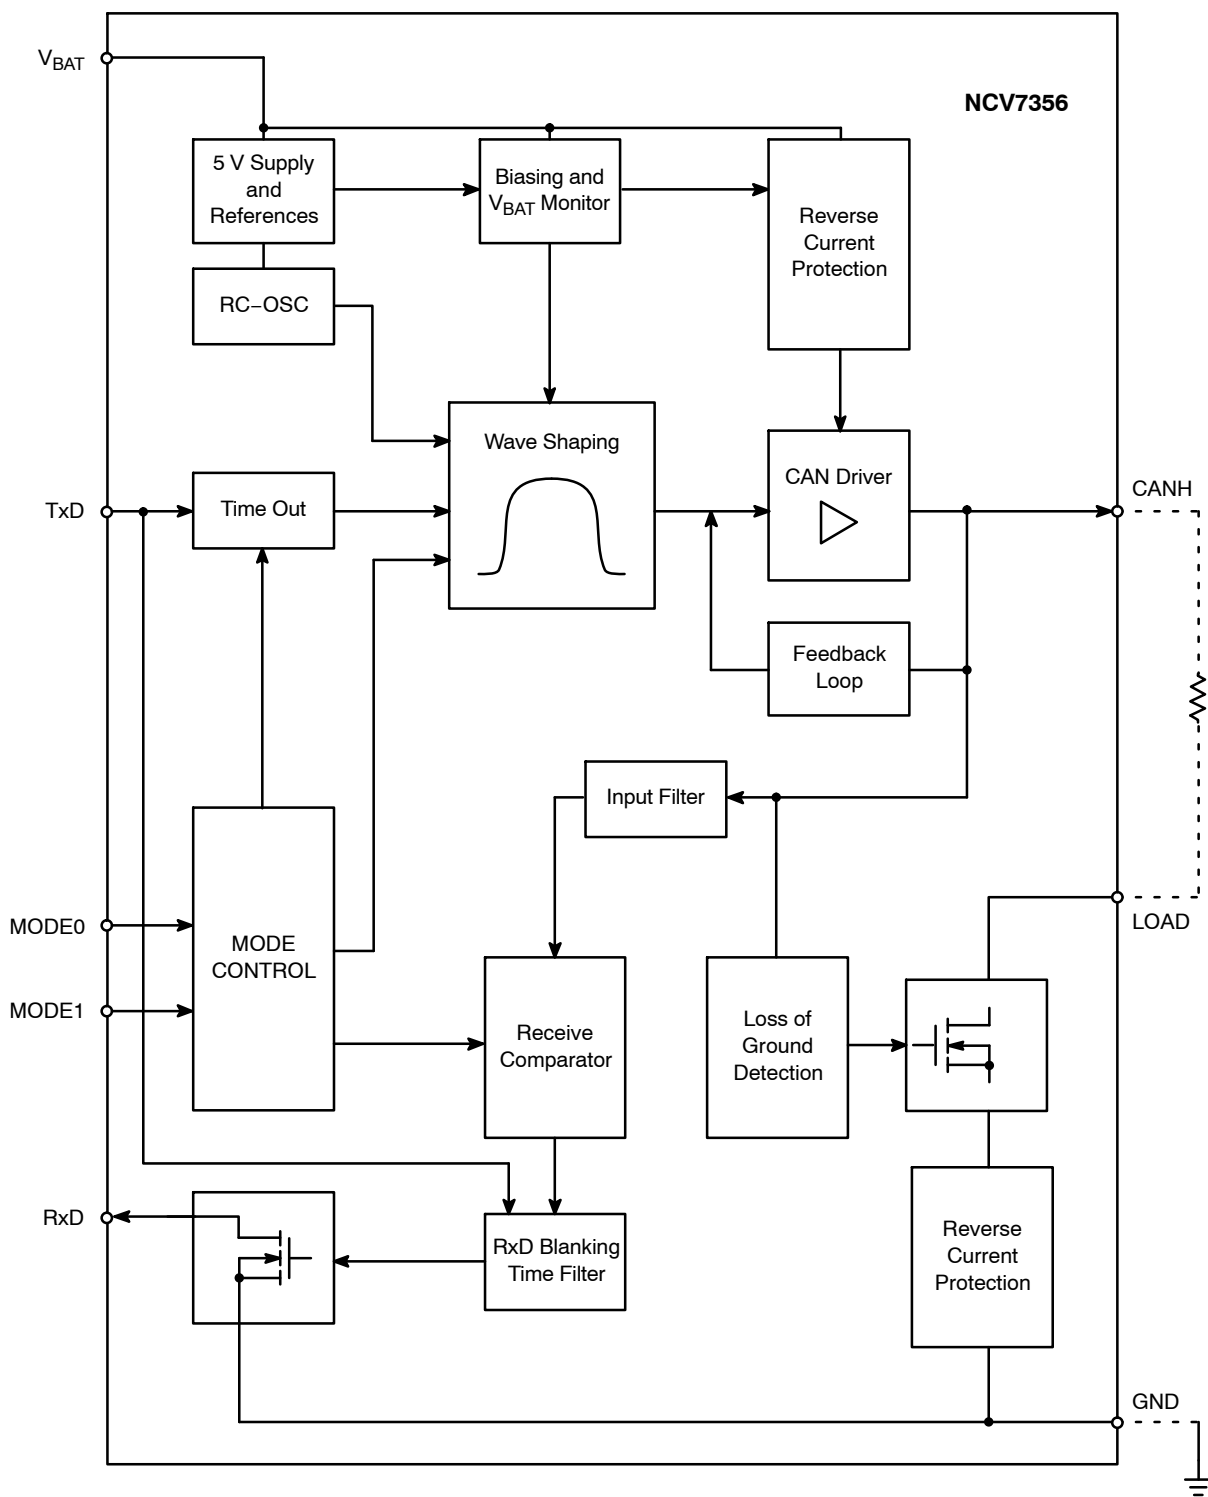 V_BAT
NCV7356
5 V Supply
and
References
Biasing and
V_BAT Monitor
Reverse
Current
Protection
RC−OSC
Wave Shaping
CAN Driver
CANH
TxD
Time Out
Feedback
Loop
Input Filter
MODE0
LOAD
MODE
CONTROL
MODE1
Receive
Comparator
Loss of
Ground
Detection
RxD
RxD Blanking
Time Filter
Reverse
Current
Protection
GND